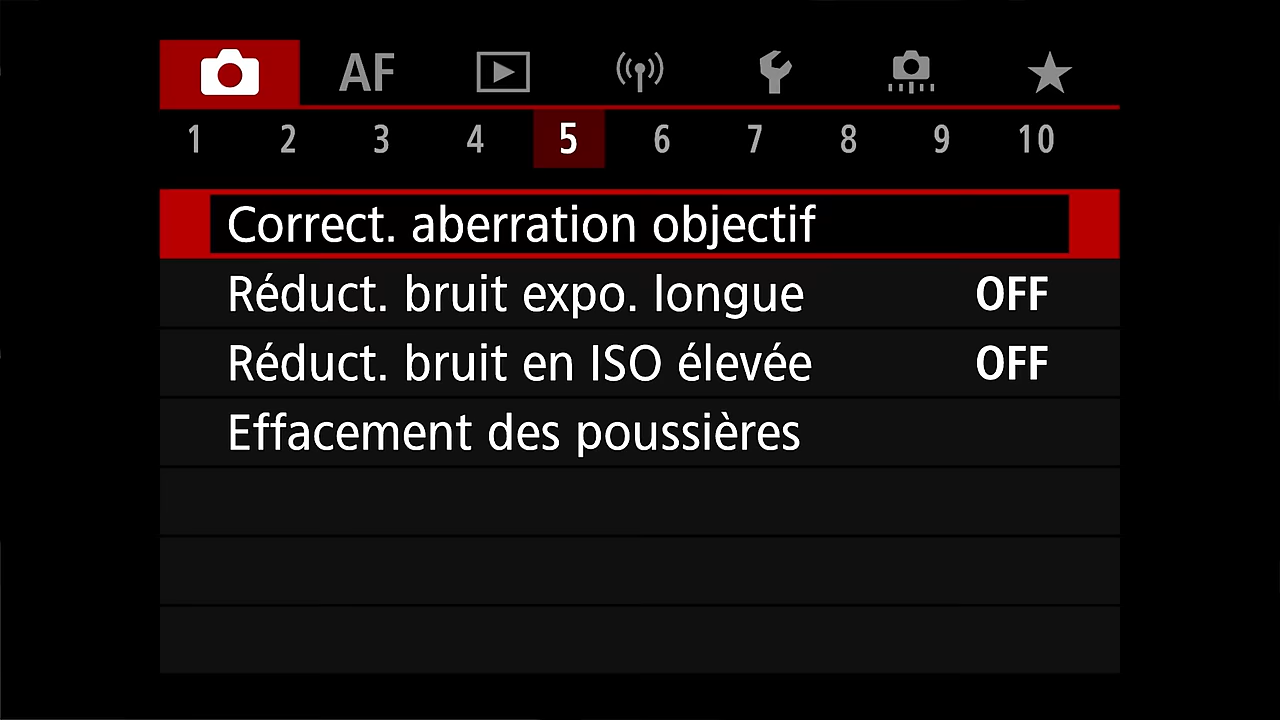 AF
1 2 3 4 5 6 7 8 9 10
Correct. aberration objectif
Réduct. bruit expo. longue OFF
Réduct. bruit en ISO élevée OFF
Effacement des poussières